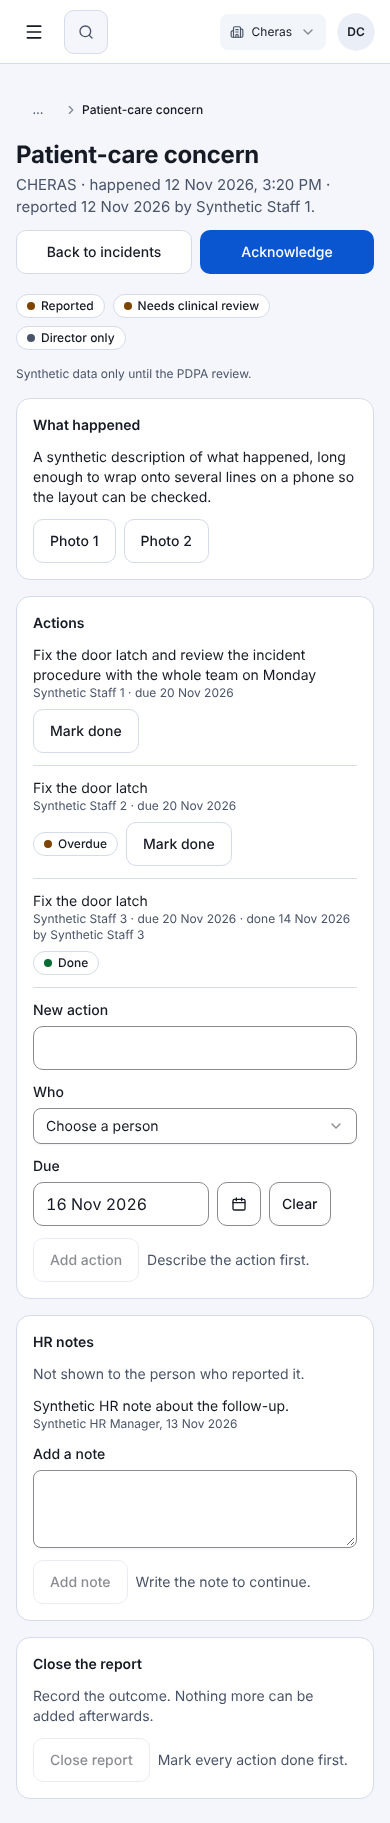 Cheras
DC
...
Patient-care concern
Patient-care concern
CHERAS · happened 12 Nov 2026, 3:20 PM ·
reported 12 Nov 2026 by Synthetic Staff 1.
Back to incidents
Acknowledge
Reported
Needs clinical review
Director only
Synthetic data only until the PDPA review.
What happened
A synthetic description of what happened, long
enough to wrap onto several lines on a phone so
the layout can be checked.
Photo 1
Photo 2
Actions
Fix the door latch and review the incident
procedure with the whole team on Monday
Synthetic Staff 1 · due 20 Nov 2026
Mark done
Fix the door latch
Synthetic Staff 2 · due 20 Nov 2026
Overdue
Mark done
Fix the door latch
Synthetic Staff 3 · due 20 Nov 2026 · done 14 Nov 2026
by Synthetic Staff 3
Done
New action
Who
Choose a person
Due
16 Nov 2026
Clear
Add action
Describe the action first.
HR notes
Not shown to the person who reported it.
Synthetic HR note about the follow-up.
Synthetic HR Manager, 13 Nov 2026
Add a note
Add note
Write the note to continue.
Close the report
Record the outcome. Nothing more can be
added afterwards.
Close report
Mark every action done first.